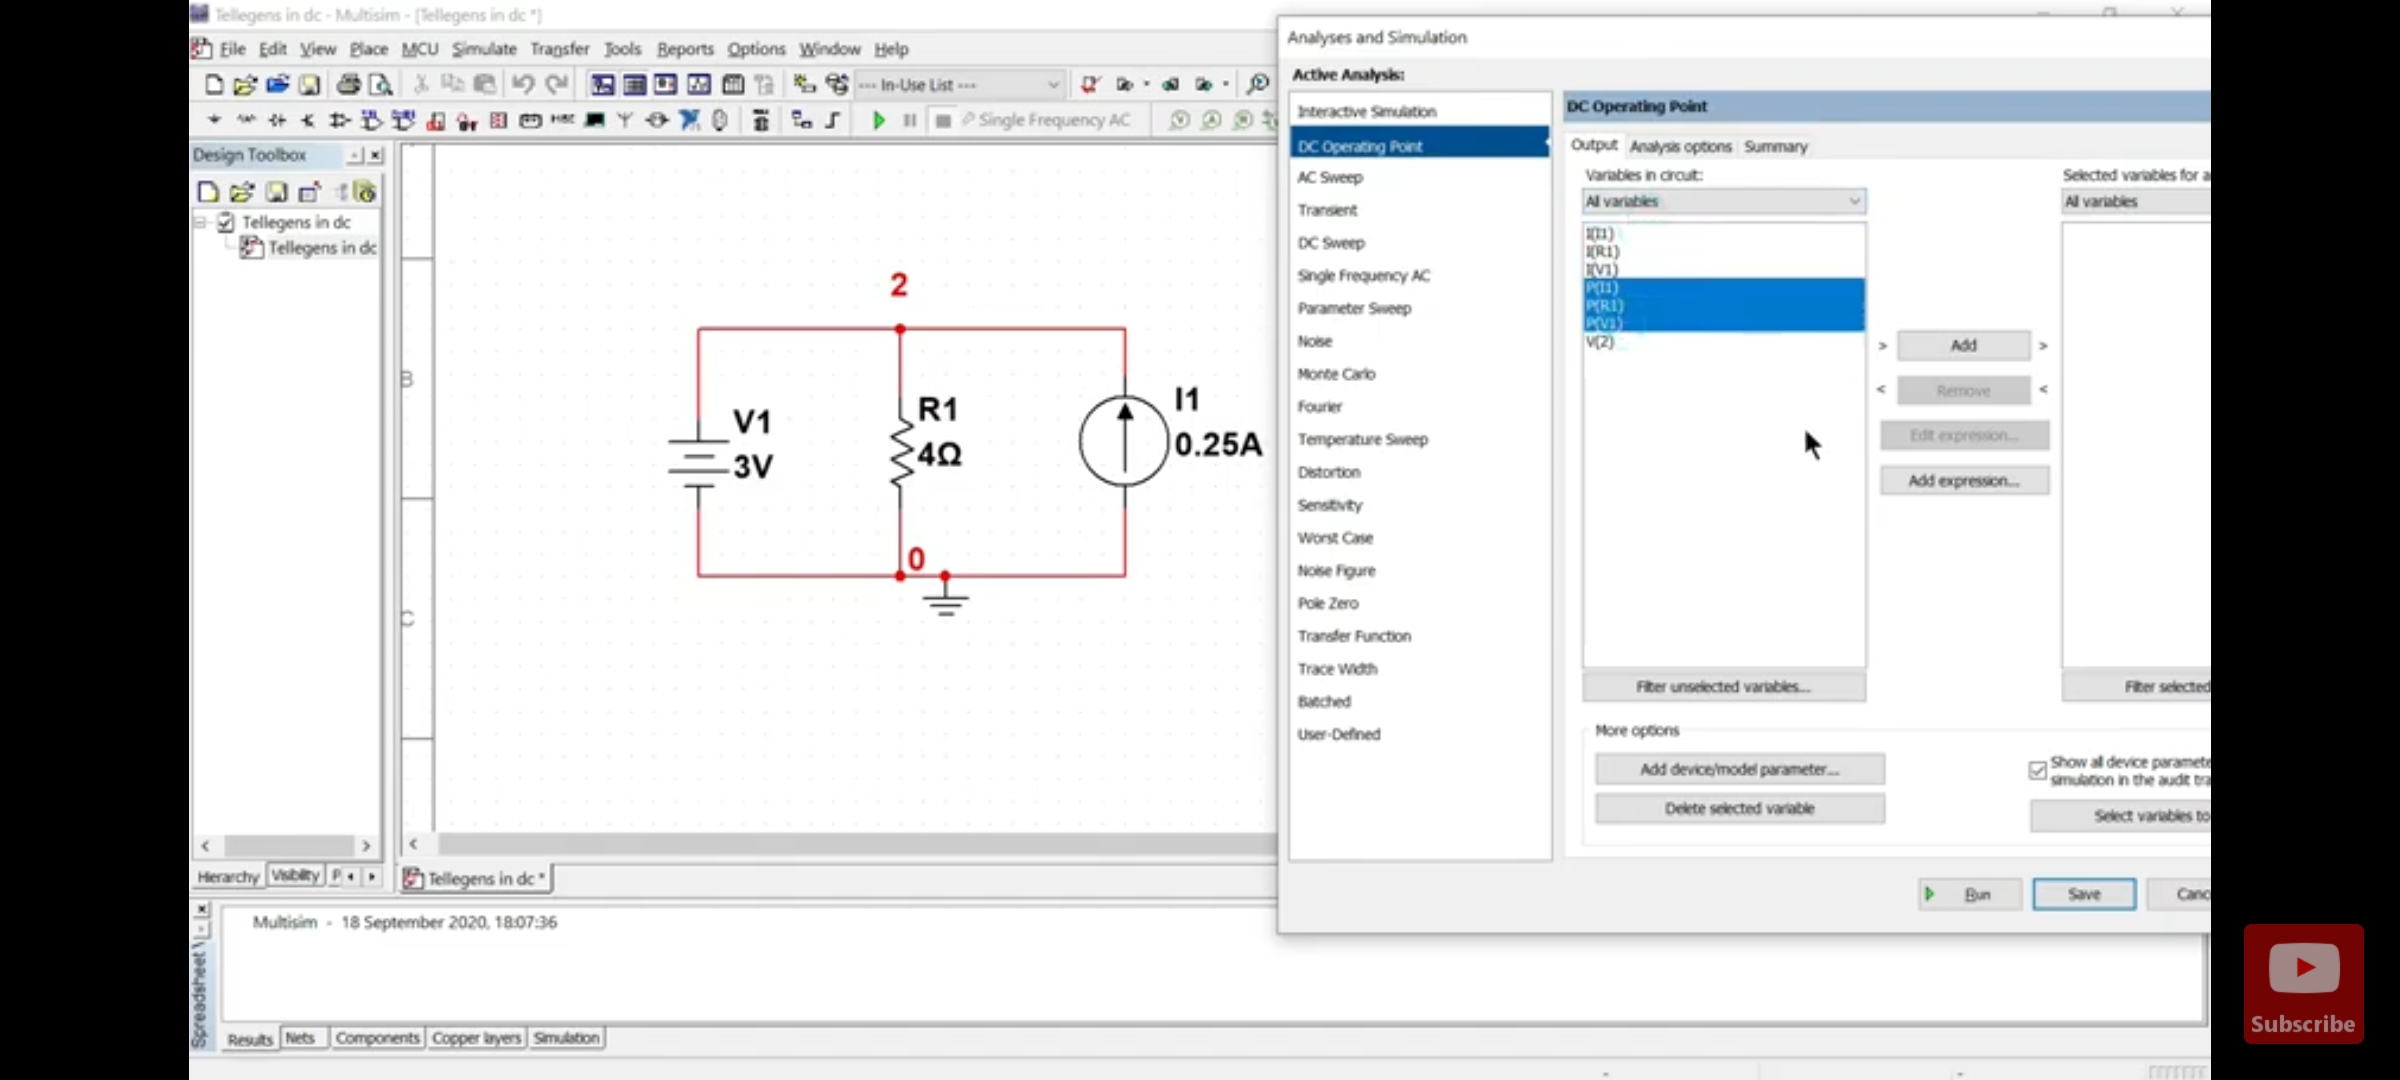 Tellegens in dc - Multisim - [Tellegens in dc *]
File Edit View Place MCU Simulate Transfer Tools Reports Options Window Help
--- In-Use List ---
Single Frequency AC
Design Toolbox
Tellegens in dc
Tellegens in dc
B
C
2
V1
3V
R1
4Ω
I1
0.25A
0
Hierarchy Visibility P
Tellegens in dc *
Analyses and Simulation
Active Analysis:
Interactive Simulation
DC Operating Point
AC Sweep
Transient
DC Sweep
Single Frequency AC
Parameter Sweep
Noise
Monte Carlo
Fourier
Temperature Sweep
Distortion
Sensitivity
Worst Case
Noise Figure
Pole Zero
Transfer Function
Trace Width
Batched
User-Defined
DC Operating Point
Output Analysis options Summary
Variables in circuit:
All variables
I(I1)
I(R1)
I(V1)
P(I1)
P(R1)
P(V1)
V(2)
> Add >
< Remove <
Edit expression...
Add expression...
Selected variables for a
All variables
Filter unselected variables...
Filter selected
More options
Add device/model parameter...
Delete selected variable
Show all device paramete
simulation in the audit tra
Select variables to
Run Save Canc
Spreadsheet
Multisim - 18 September 2020, 18:07:36
Results Nets Components Copper layers Simulation
Subscribe